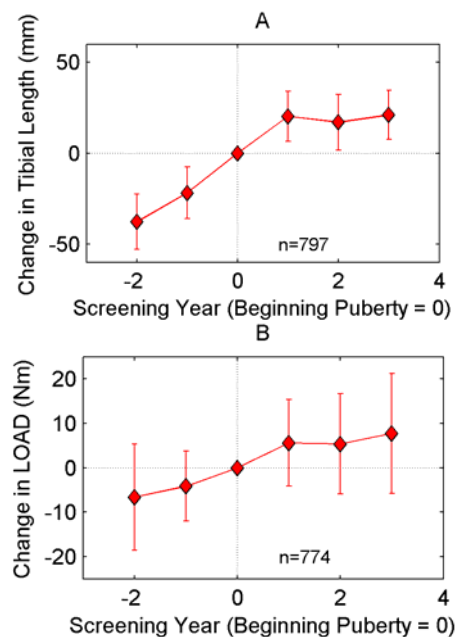 A
Change in Tibial Length (mm)
50
0
-50
n=797
-2
0
2
4
Screening Year (Beginning Puberty = 0)
B
Change in LOAD (Nm)
20
10
0
-10
-20
n=774
-2
0
2
4
Screening Year (Beginning Puberty = 0)